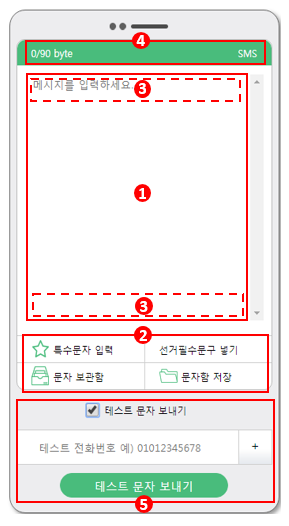 4
0/90 byte SMS
메시지를 입력하세요.
3
1
3
2
특수문자 입력 선거필수문구 넣기
문자 보관함 문자함 저장
테스트 문자 보내기
테스트 전화번호 예) 01012345678 +
테스트 문자 보내기
5